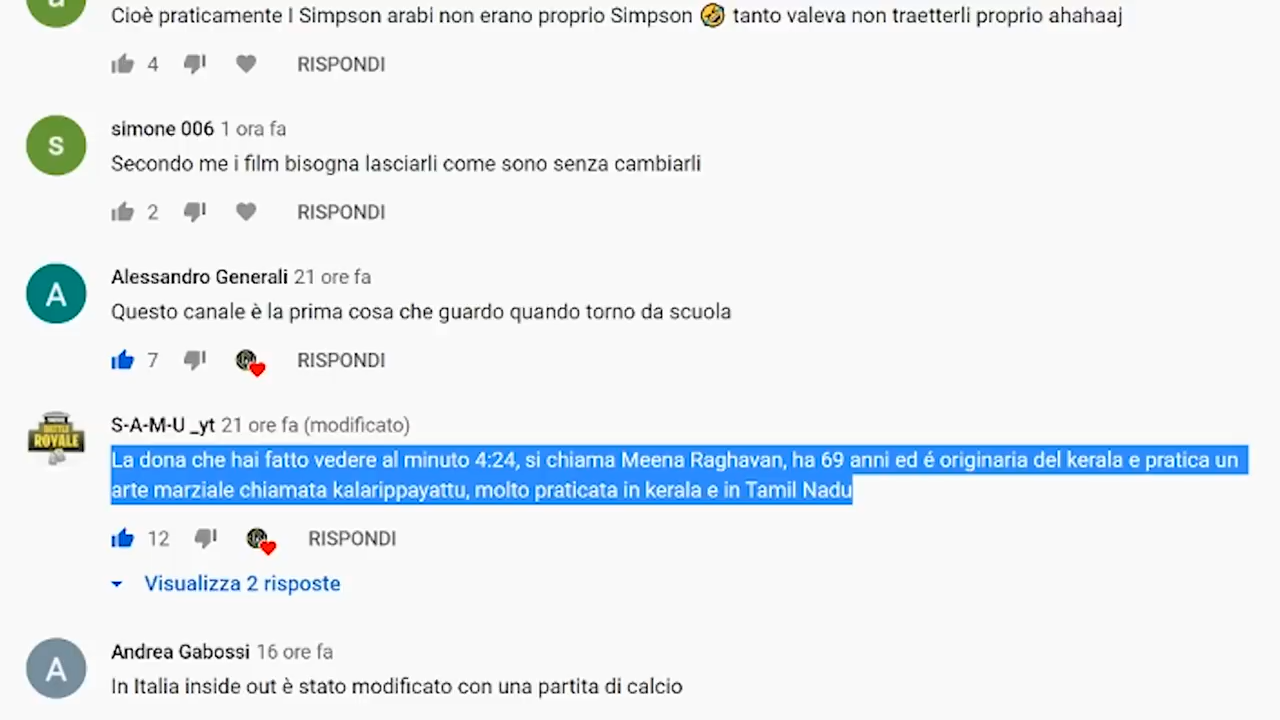 a
Cioè praticamente I Simpson arabi non erano proprio Simpson 🤣 tanto valeva non traetterli proprio ahahaaj
4 RISPONDI
s
simone 006 1 ora fa
Secondo me i film bisogna lasciarli come sono senza cambiarli
2 RISPONDI
A
Alessandro Generali 21 ore fa
Questo canale è la prima cosa che guardo quando torno da scuola
7 RISPONDI
BATTLE
ROYALE
S-A-M-U _yt 21 ore fa (modificato)
La dona che hai fatto vedere al minuto 4:24, si chiama Meena Raghavan, ha 69 anni ed é originaria del kerala e pratica un
arte marziale chiamata kalarippayattu, molto praticata in kerala e in Tamil Nadu
12 RISPONDI
Visualizza 2 risposte
A
Andrea Gabossi 16 ore fa
In Italia inside out è stato modificato con una partita di calcio